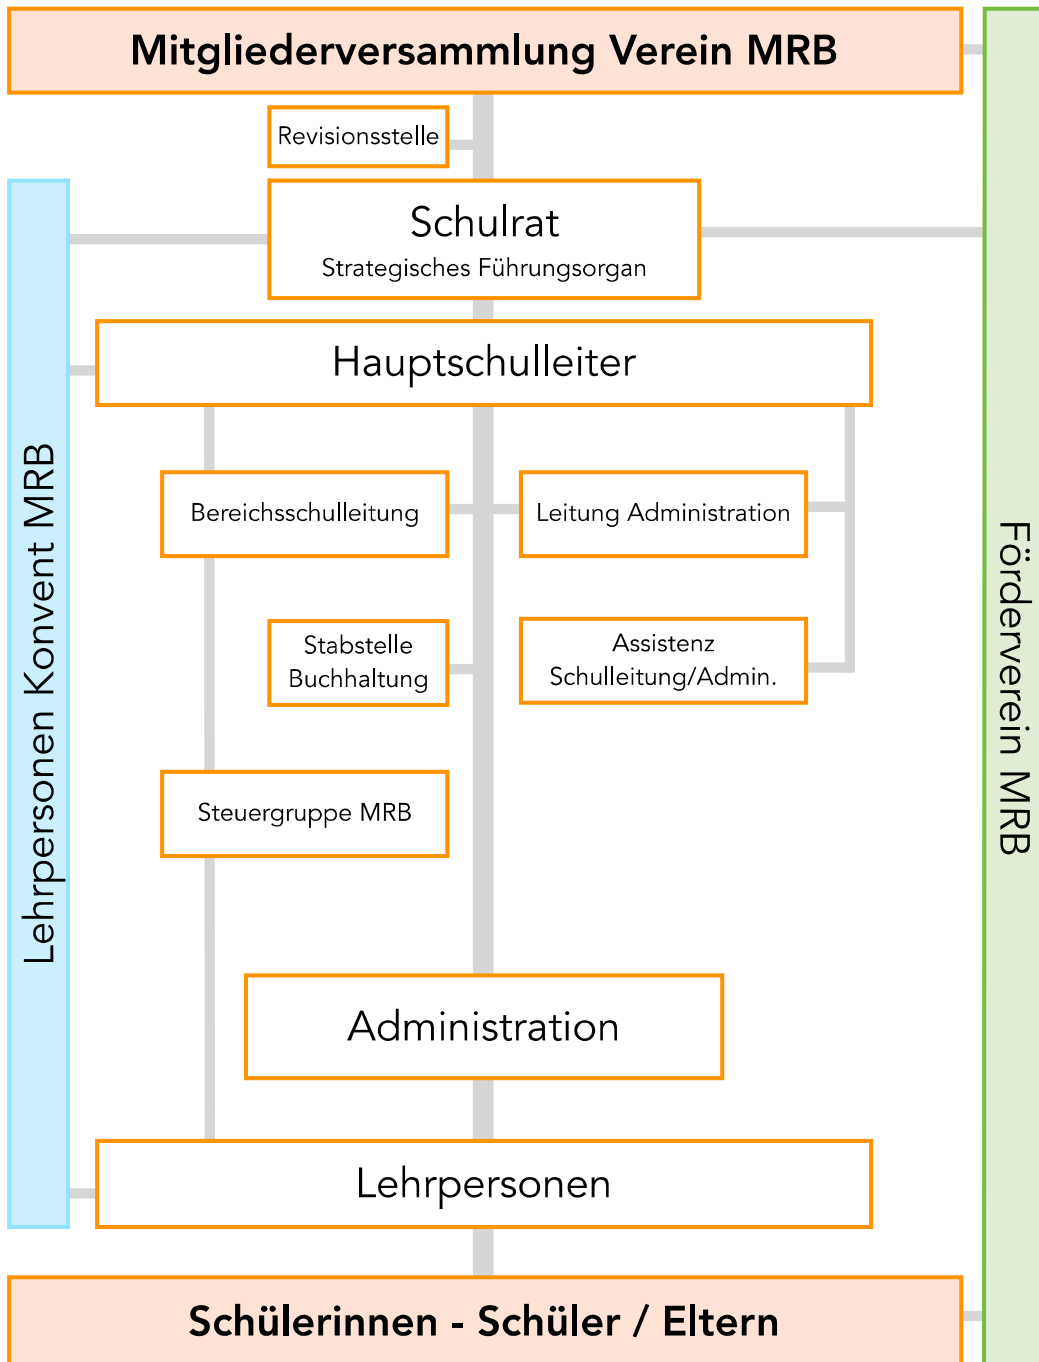 Mitgliederversammlung Verein MRB
Revisionsstelle
Schulrat
Strategisches Führungsorgan
Hauptschulleiter
Bereichsschulleitung
Leitung Administration
Stabstelle
Buchhaltung
Assistenz
Schulleitung/Admin.
Steuergruppe MRB
Administration
Lehrpersonen
Schülerinnen - Schüler / Eltern
Lehrpersonen Konvent MRB
Förderverein MRB